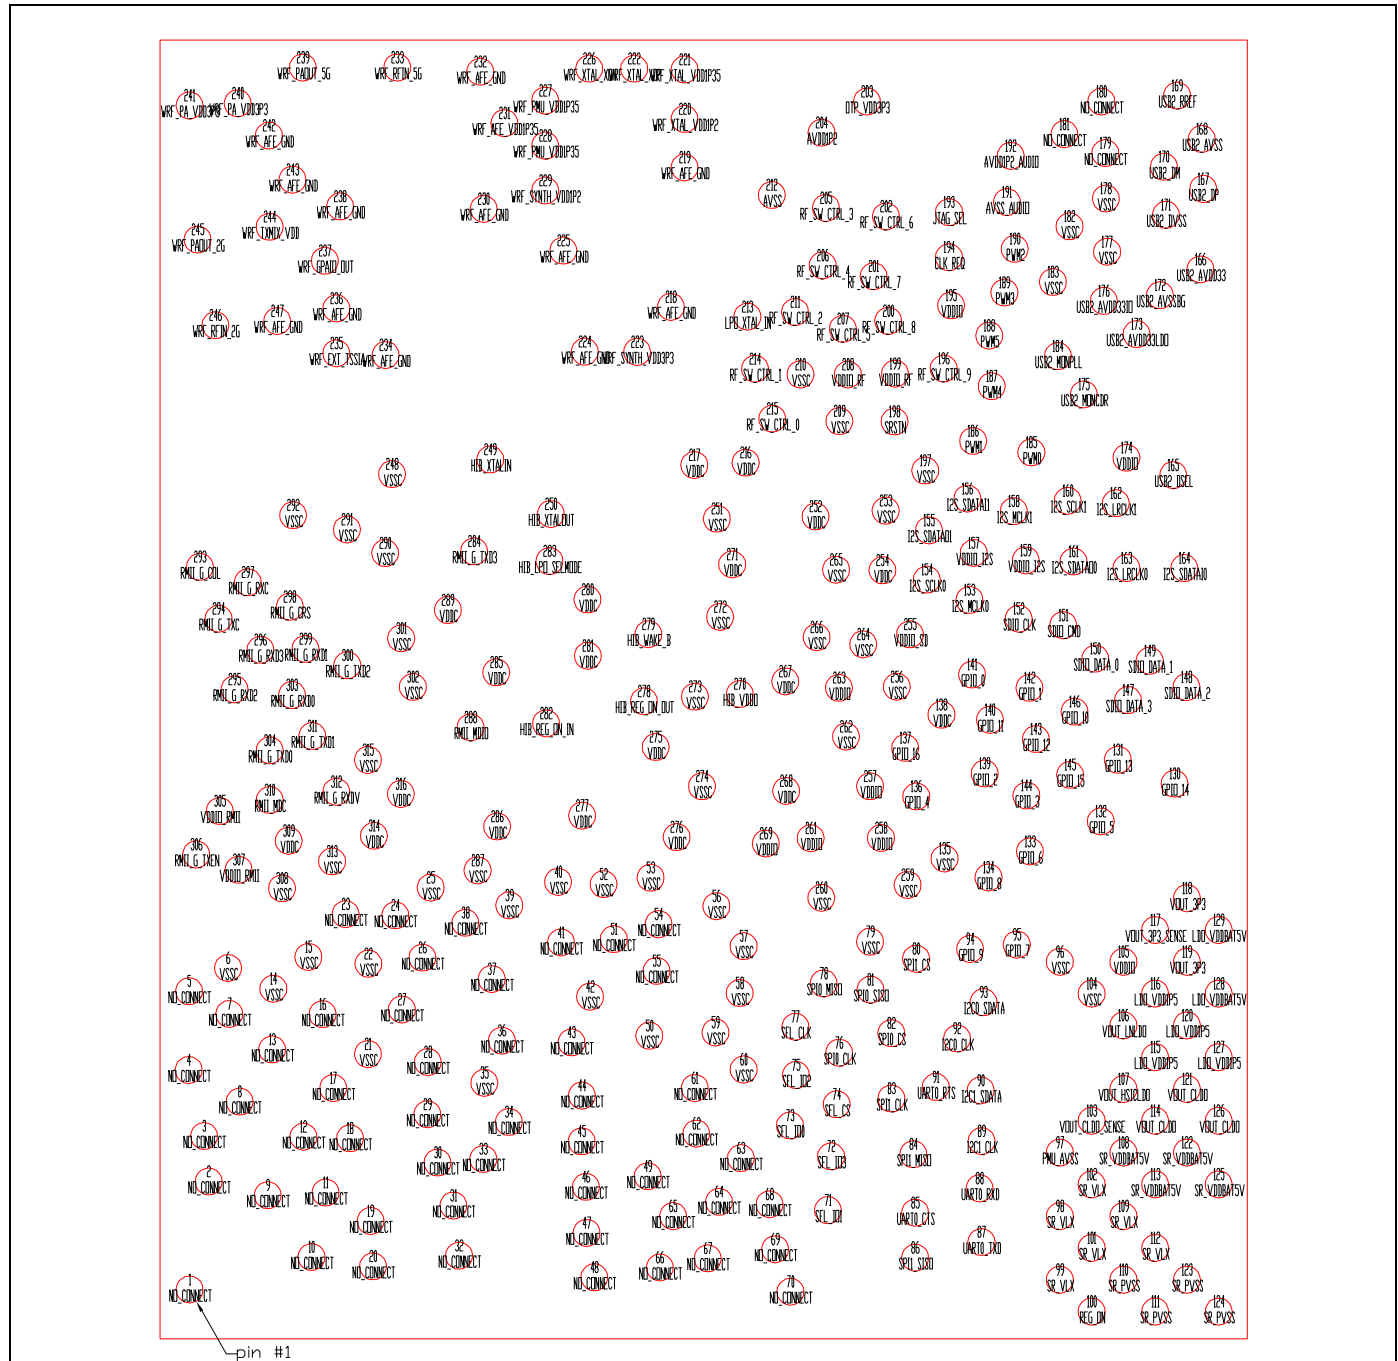 239
WRF_PAOUT_5G
233
WRF_RFIN_5G
232
WRF_AFE_GND
226
222
221
WRF_XTAL_VDD1P35
241
WRF_PA_VDD3P3
240
WRF_PA_VDD3P3
227
WRF_PMU_VDD1P35
203
OTP_VDD3P3
180
NO_CONNECT
169
USB2_RREF
242
WRF_AFE_GND
231
WRF_AFE_VDD1P35
228
WRF_PMU_VDD1P35
220
WRF_XTAL_VDD1P2
204
AVDD1P2
181
NO_CONNECT
168
USB2_AVSS
243
WRF_AFE_GND
219
WRF_AFE_GND
192
AVDD1P2_AUDIO
179
NO_CONNECT
170
USB2_DM
238
WRF_AFE_GND
230
WRF_AFE_GND
229
WRF_SYNTH_VDD1P2
212
AVSS
205
RF_SW_CTRL_3
202
RF_SW_CTRL_6
193
JTAG_SEL
191
AVSS_AUDIO
178
VSSC
167
USB2_DP
245
WRF_PAOUT_2G
244
WRF_TXMIX_VDD
182
VSSC
171
USB2_DVSS
237
WRF_GPAIO_OUT
225
WRF_AFE_GND
206
RF_SW_CTRL_4
201
RF_SW_CTRL_7
194
CLK_REQ
190
PWM2
177
VSSC
166
USB2_AVDD33
246
WRF_RFIN_2G
247
WRF_AFE_GND
236
WRF_AFE_GND
218
WRF_AFE_GND
213
LPO_XTAL_IN
211
RF_SW_CTRL_2
207
RF_SW_CTRL_5
200
RF_SW_CTRL_8
195
VDDIO
189
PWM3
183
VSSC
176
USB2_AVDD33IO
172
USB2_AVSSBG
188
PWM5
173
USB2_AVDD33LDO
235
WRF_EXT_TSSIA
234
WRF_AFE_GND
224
WRF_AFE_GND
223
WRF_SYNTH_VDD3P3
214
RF_SW_CTRL_1
210
VSSC
208
VDDIO_RF
199
VDDIO_RF
196
RF_SW_CTRL_9
184
USB2_MONPLL
187
PWM4
175
USB2_MONCDR
215
RF_SW_CTRL_0
209
VSSC
198
SRSTN
186
PWM1
185
PWM0
174
VDDIO
165
USB2_DSEL
248
VSSC
249
HIB_XTALIN
217
VDDC
216
VDDC
197
VSSC
292
VSSC
291
VSSC
250
HIB_XTALOUT
251
VSSC
252
VDDC
253
VSSC
156
I2S_SDATAI1
158
I2S_MCLK1
160
I2S_SCLK1
162
I2S_LRCLK1
155
I2S_SDATAO1
290
VSSC
284
RMII_G_TXD3
283
HIB_LPO_SELMODE
271
VDDC
265
VSSC
254
VDDC
157
VDDIO_I2S
159
VDDIO_I2S
161
I2S_SDATAO0
163
I2S_LRCLK0
164
I2S_SDATAI0
293
RMII_G_COL
297
RMII_G_RXC
154
I2S_SCLK0
153
I2S_MCLK0
294
RMII_G_TXC
298
RMII_G_CRS
289
VDDC
280
VDDC
272
VSSC
152
SDIO_CLK
151
SDIO_CMD
296
RMII_G_RXD3
299
RMII_G_RXD1
300
RMII_G_TXD2
301
VSSC
279
HIB_WAKE_B
281
VDDC
266
VSSC
264
VSSC
255
VDDIO_SD
150
SDIO_DATA_0
149
SDIO_DATA_1
295
RMII_G_RXD2
303
RMII_G_RXD0
302
VSSC
285
VDDC
278
HIB_REG_ON_OUT
273
VSSC
270
HIB_VDDO
267
VDDC
263
VDDIO
256
VSSC
141
GPIO_0
142
GPIO_1
147
SDIO_DATA_3
148
SDIO_DATA_2
304
RMII_G_TXD0
311
RMII_G_TXD1
288
RMII_MDIO
282
HIB_REG_ON_IN
275
VDDC
262
VSSC
138
VDDC
140
GPIO_11
146
GPIO_10
137
GPIO_16
143
GPIO_12
315
VSSC
131
GPIO_13
305
VDDIO_RMII
310
RMII_MDC
312
RMII_G_RXDV
316
VDDC
274
VSSC
268
VDDC
257
VDDIO
136
GPIO_4
139
GPIO_2
144
GPIO_3
145
GPIO_15
130
GPIO_14
306
RMII_G_TXEN
309
VDDC
314
VDDC
286
VDDC
277
VDDC
276
VDDC
269
VDDIO
261
VDDIO
258
VDDIO
132
GPIO_5
307
VDDIO_RMII
308
VSSC
313
VSSC
287
VSSC
135
VSSC
133
GPIO_6
134
GPIO_8
25
VSSC
40
VSSC
52
VSSC
53
VSSC
260
VSSC
259
VSSC
23
NO_CONNECT
24
NO_CONNECT
38
NO_CONNECT
39
VSSC
54
NO_CONNECT
56
VSSC
118
VOUT_3P3
6
VSSC
15
VSSC
22
VSSC
26
NO_CONNECT
41
NO_CONNECT
51
NO_CONNECT
57
VSSC
79
VSSC
80
SPI1_CS
94
GPIO_9
95
GPIO_7
96
VSSC
117
VOUT_3P3_SENSE
129
LDO_VDDBAT5V
105
VDDIO
119
VOUT_3P3
5
NO_CONNECT
14
VSSC
37
NO_CONNECT
55
NO_CONNECT
42
VSSC
58
VSSC
78
SPI0_MISO
81
SPI0_SISO
93
I2C0_SDATA
104
VSSC
116
LDO_VDD1P5
128
LDO_VDDBAT5V
7
NO_CONNECT
16
NO_CONNECT
27
NO_CONNECT
36
NO_CONNECT
43
NO_CONNECT
50
VSSC
59
VSSC
77
SFL_CLK
82
SPI0_CS
92
I2C0_CLK
106
VOUT_LNLDO
120
LDO_VDD1P5
13
NO_CONNECT
21
VSSC
28
NO_CONNECT
76
SPI0_CLK
115
LDO_VDD1P5
127
LDO_VDD1P5
4
NO_CONNECT
17
NO_CONNECT
35
VSSC
44
NO_CONNECT
61
NO_CONNECT
60
VSSC
75
SFL_IO2
74
SFL_CS
83
SPI1_CLK
91
UART0_RTS
90
I2C1_SDATA
107
VOUT_HSICLDO
121
VOUT_CLDO
8
NO_CONNECT
29
NO_CONNECT
34
NO_CONNECT
73
SFL_IO0
103
VOUT_CLDO_SENSE
114
VOUT_CLDO
126
VOUT_CLDO
3
NO_CONNECT
12
NO_CONNECT
18
NO_CONNECT
45
NO_CONNECT
62
NO_CONNECT
89
I2C1_CLK
2
NO_CONNECT
30
NO_CONNECT
33
NO_CONNECT
49
NO_CONNECT
63
NO_CONNECT
72
SFL_IO3
84
SPI1_MISO
97
PMU_AVSS
108
SR_VDDBAT5V
122
SR_VDDBAT5V
9
NO_CONNECT
11
NO_CONNECT
31
NO_CONNECT
46
NO_CONNECT
88
UART0_RXD
102
SR_VLX
113
SR_VDDBAT5V
125
SR_VDDBAT5V
19
NO_CONNECT
65
NO_CONNECT
64
NO_CONNECT
68
NO_CONNECT
71
SFL_IO1
85
UART0_CTS
98
SR_VLX
109
SR_VLX
10
NO_CONNECT
20
NO_CONNECT
32
NO_CONNECT
47
NO_CONNECT
66
NO_CONNECT
67
NO_CONNECT
69
NO_CONNECT
86
SPI1_SISO
87
UART0_TXD
101
SR_VLX
112
SR_VLX
1
NO_CONNECT
48
NO_CONNECT
70
NO_CONNECT
99
SR_VLX
110
SR_PVSS
123
SR_PVSS
100
REG_ON
111
SR_PVSS
124
SR_PVSS
pin #1